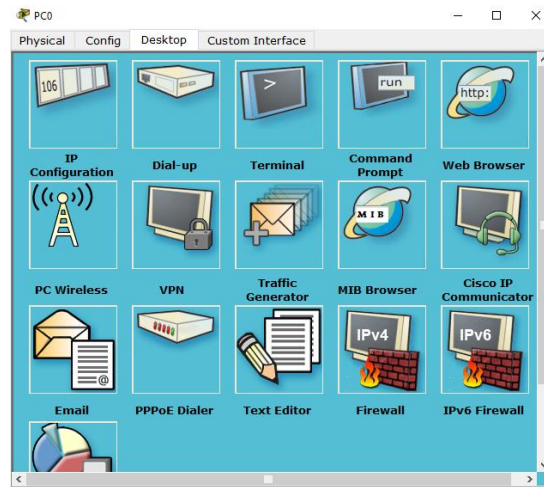 PC0
Physical Config Desktop Custom Interface
106
>
run
http:
IP
Configuration
Dial-up
Terminal
Command
Prompt
Web Browser
MIB
PC Wireless
VPN
Traffic
Generator
MIB Browser
Cisco IP
Communicator
@
IPv4
IPv6
Email
PPPoE Dialer
Text Editor
Firewall
IPv6 Firewall